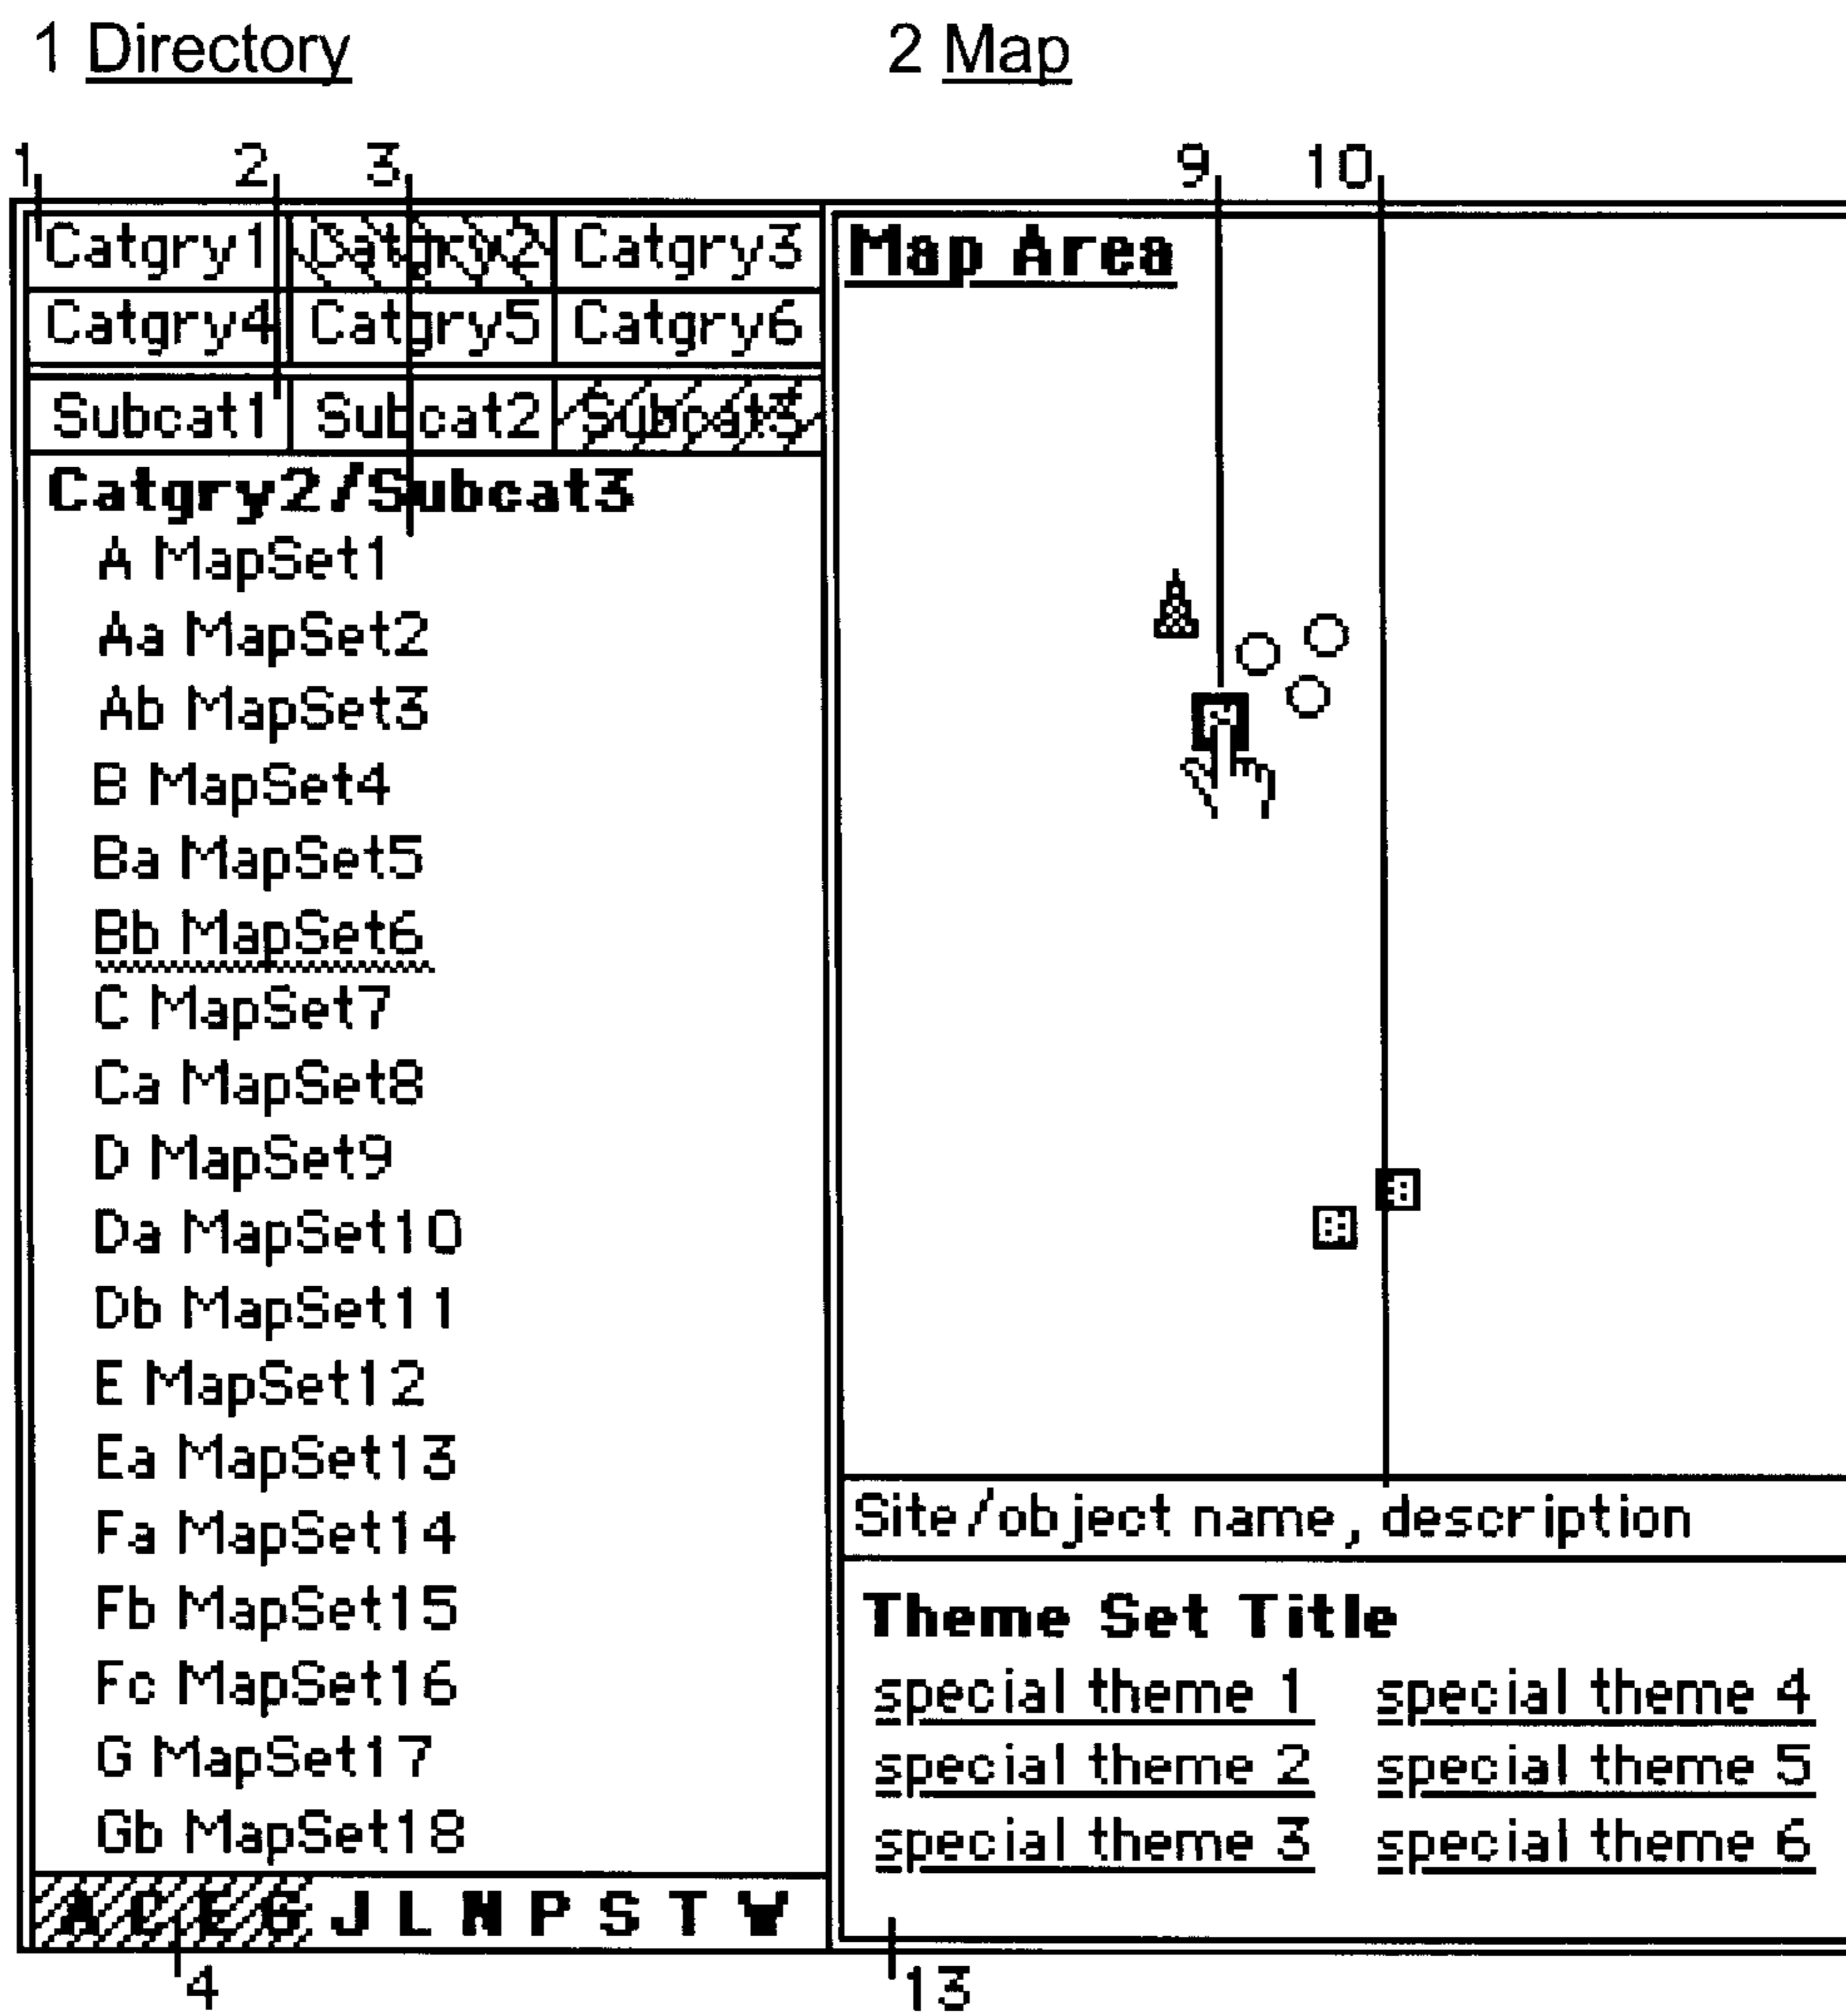 1 Directory
2 Map
1 2 3
9 10
Catgry1 Catgry2 Catgry3
Catgry4 Catgry5 Catgry6
Subcat1 Subcat2 Subcat3
Catgry2/Subcat3
A MapSet1
Aa MapSet2
Ab MapSet3
B MapSet4
Ba MapSet5
Bb MapSet6
C MapSet7
Ca MapSet8
D MapSet9
Da MapSet10
Db MapSet11
E MapSet12
Ea MapSet13
Fa MapSet14
Fb MapSet15
Fc MapSet16
G MapSet17
Gb MapSet18
A C E G J L N P S T W
4
Map Area
Site/object name, description
Theme Set Title
special theme 1 special theme 4
special theme 2 special theme 5
special theme 3 special theme 6
13